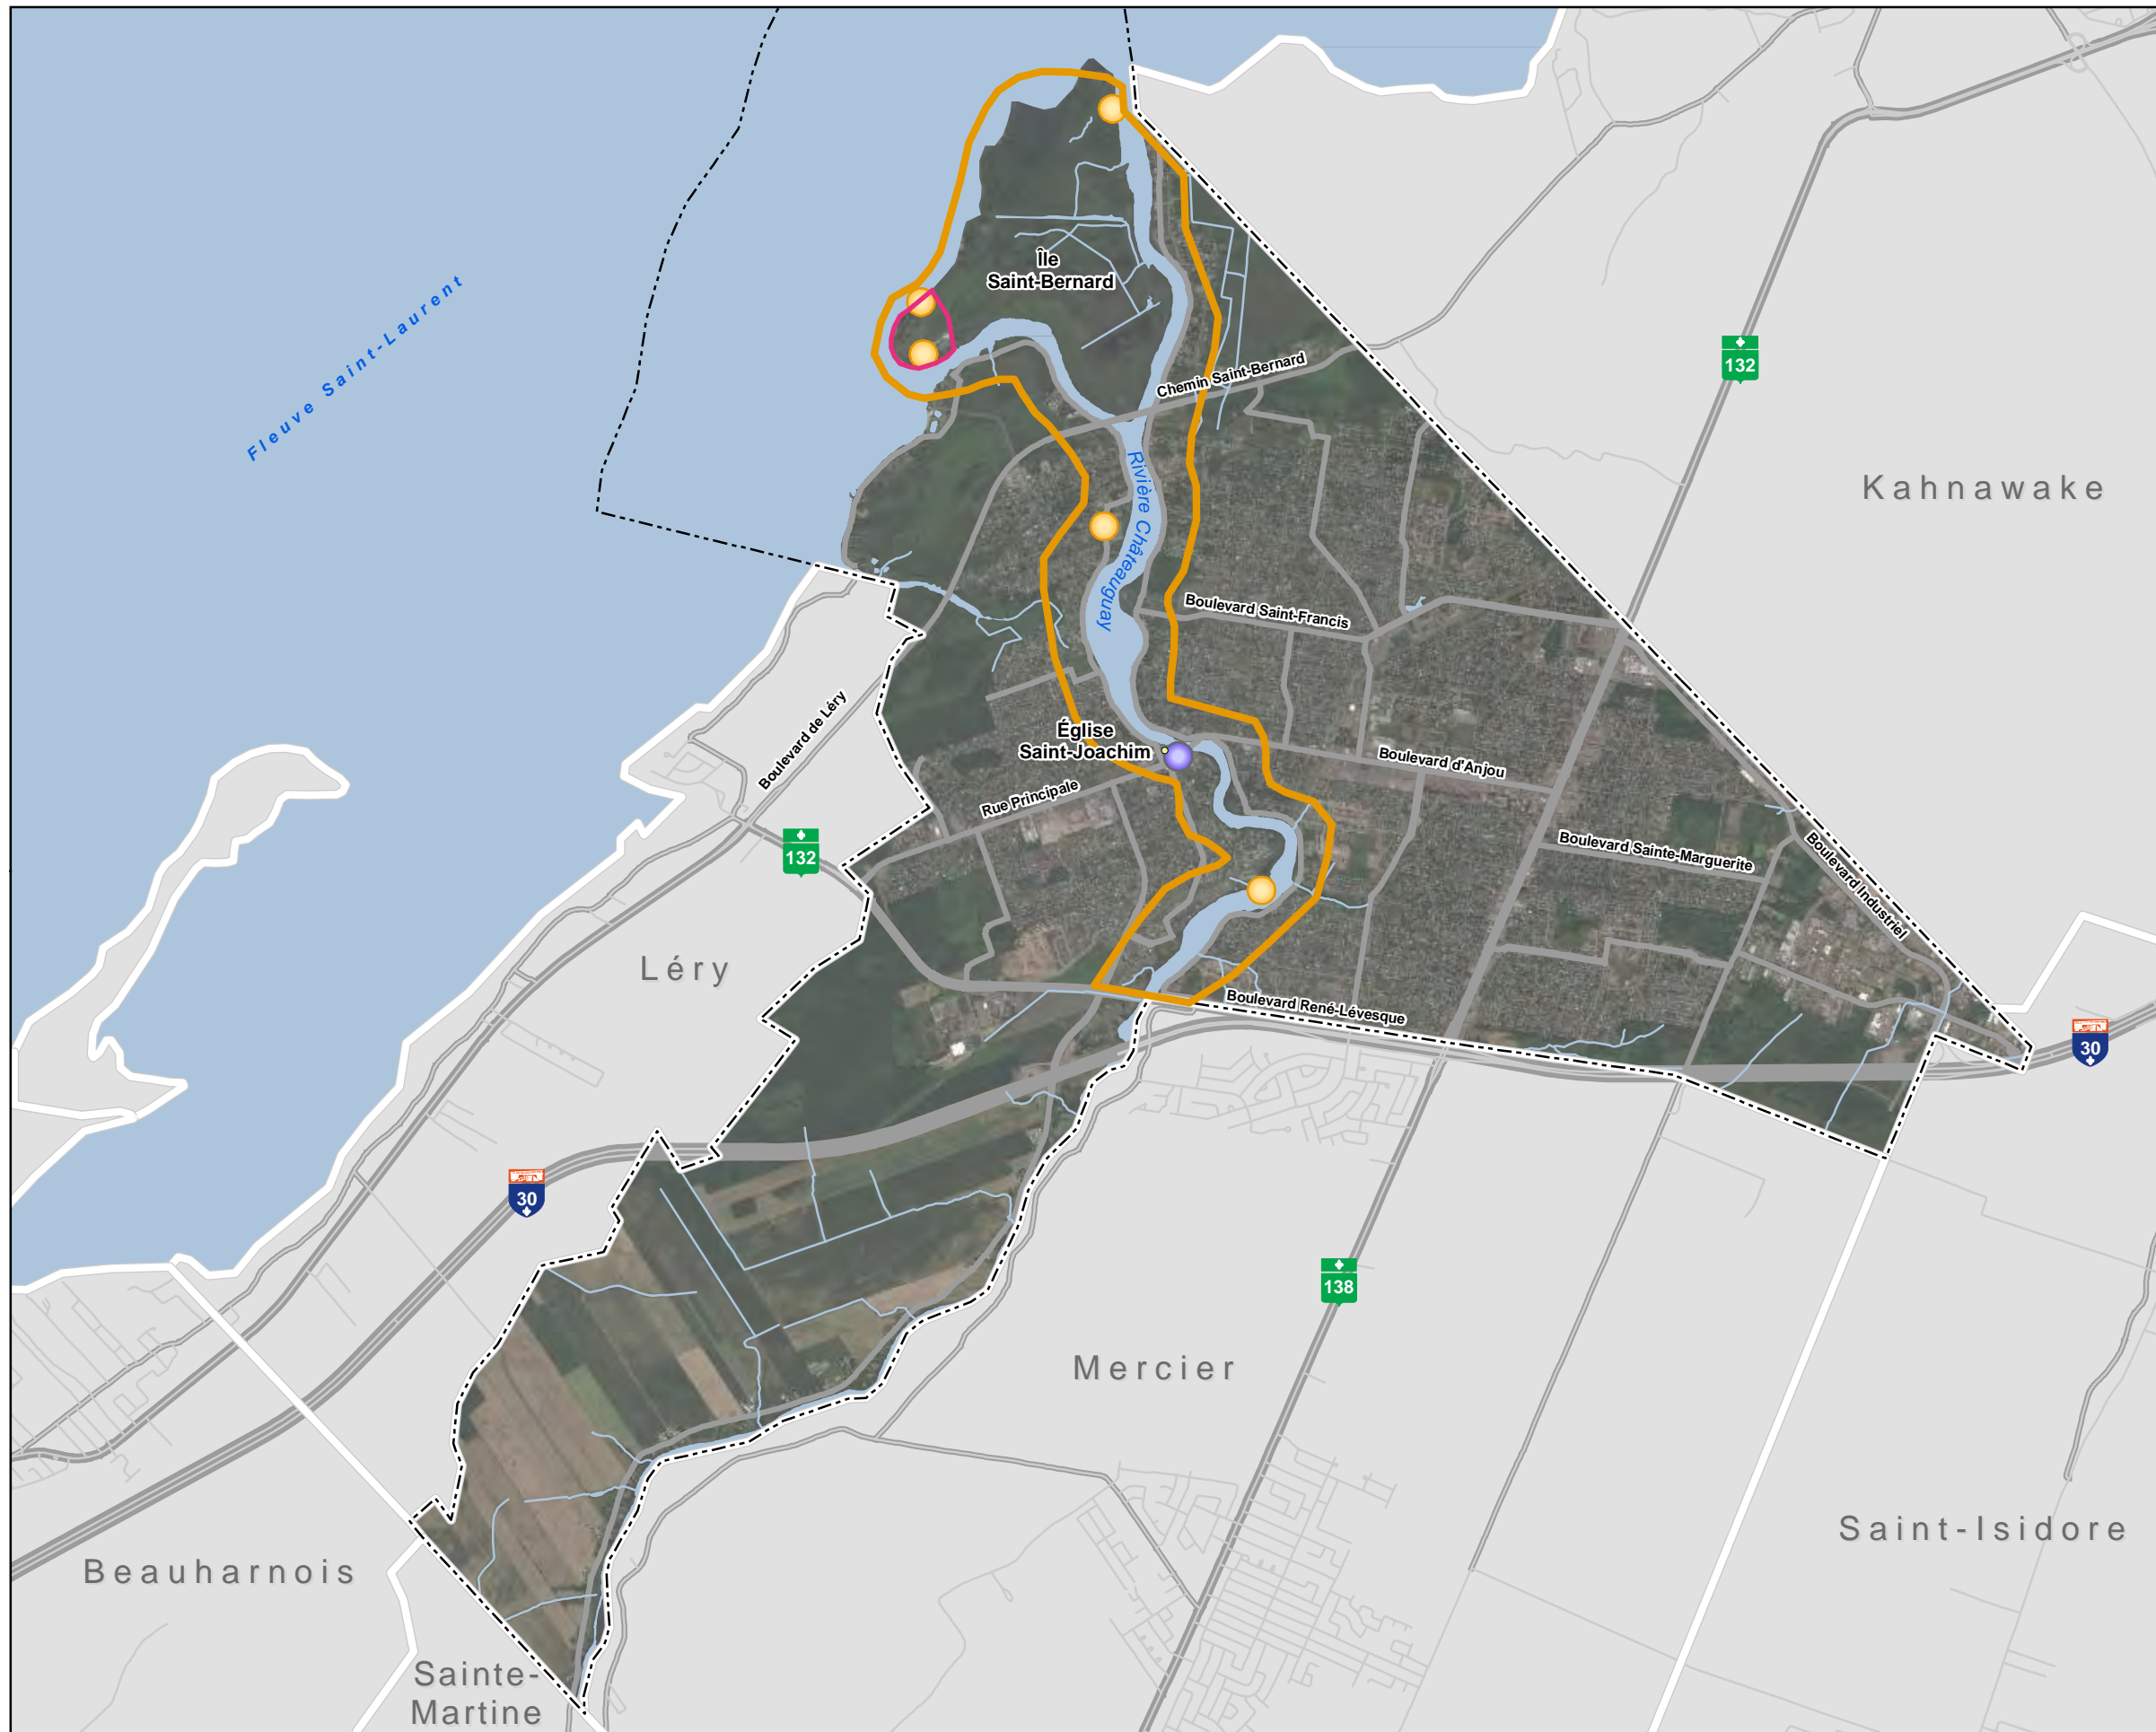 Île
Saint-Bernard
Fleuve Saint-Laurent
Chemin Saint-Bernard
132
Kahnawake
Rivière Châteauguay
Boulevard Saint-Francis
Boulevard de Léry
Église
Saint-Joachim
Boulevard d'Anjou
Rue Principale
132
Boulevard Sainte-Marguerite
Boulevard Industriel
Léry
Boulevard René-Lévesque
30
30
138
Mercier
Saint-Isidore
Beauharnois
Sainte-
Martine